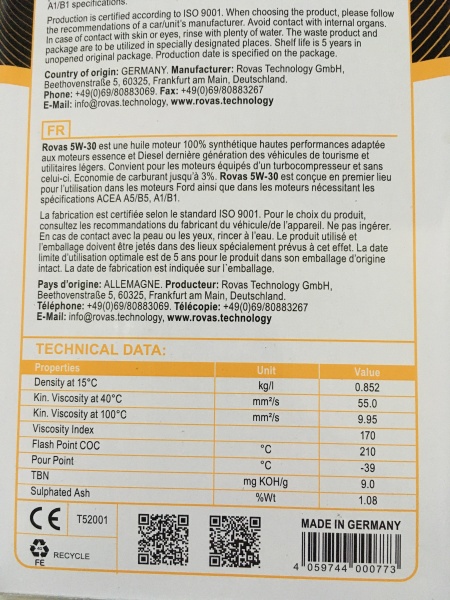 A1/B1 specifications.
Production is certified according to ISO 9001. When choosing the product, please follow
the recommendations of a car/unit's manufacturer. Avoid contact with internal organs.
In case of contact with skin or eyes, rinse with plenty of water. The waste product and
package are to be utilized in specially designated places. Shelf life is 5 years in
unopened original package. Production date is specified on the package.
Country of origin: GERMANY. Manufacturer: Rovas Technology GmbH,
Beethovenstraße 5, 60325, Frankfurt am Main, Deutschland.
Phone: +49(0)69/80883069. Fax: +49(0)69/80883267
E-Mail: info@rovas.technology, www.rovas.technology
FR
Rovas 5W-30 est une huile moteur 100% synthétique hautes performances adaptée
aux moteurs essence et Diesel dernière génération des véhicules de tourisme et
utilitaires légers. Convient pour les moteurs équipés d'un turbocompresseur et sans
celui-ci. Economie de carburant jusqu'à 3%. Rovas 5W-30 est conçue en premier lieu
pour l'utilisation dans les moteurs Ford ainsi que dans les moteurs nécessitant les
spécifications ACEA A5/B5, A1/B1.
La fabrication est certifiée selon le standard ISO 9001. Pour le choix du produit,
consultez les recommandations du fabricant du véhicule/de l'appareil. Ne pas ingérer.
En cas de contact avec la peau ou les yeux, rincer à l'eau. Le produit utilisé et
l'emballage doivent être jetés dans des lieux spécialement prévus à cet effet. La date
limite d'utilisation optimale est de 5 ans pour le produit dans son emballage d'origine
intact. La date de fabrication est indiquée sur l'emballage.
Pays d'origine: ALLEMAGNE. Producteur: Rovas Technology GmbH,
Beethovenstraße 5, 60325, Frankfurt am Main, Deutschland.
Téléphone: +49(0)69/80883069. Télécopie: +49(0)69/80883267
E-Mail: info@rovas.technology, www.rovas.technology
TECHNICAL DATA:
Properties Unit Value
Density at 15°C kg/l 0.852
Kin. Viscosity at 40°C mm²/s 55.0
Kin. Viscosity at 100°C mm²/s 9.95
Viscosity Index 170
Flash Point COC °C 210
Pour Point °C -39
TBN mg KOH/g 9.0
Sulphated Ash %Wt 1.08
CE T52001
MADE IN GERMANY
FE RECYCLE
4 059744 000773